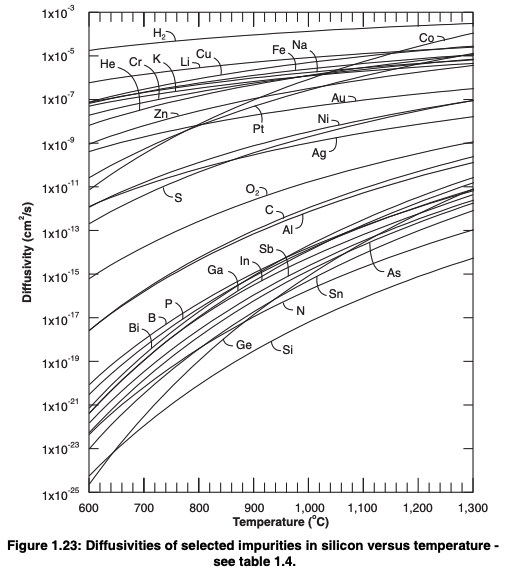 1x10-3
1x10-5
1x10-7
1x10-9
1x10-11
1x10-13
1x10-15
1x10-17
1x10-19
1x10-21
1x10-23
1x10-25
Diffusivity (cm2/s)
H2
Co
He
Cr
K
Li
Cu
Fe
Na
Zn
Pt
Au
Ni
Ag
S
O2
C
Al
Sb
In
Ga
As
P
B
Bi
Sn
N
Ge
Si
600 700 800 900 1,000 1,100 1,200 1,300
Temperature (°C)
Figure 1.23: Diffusivities of selected impurities in silicon versus temperature -
see table 1.4.